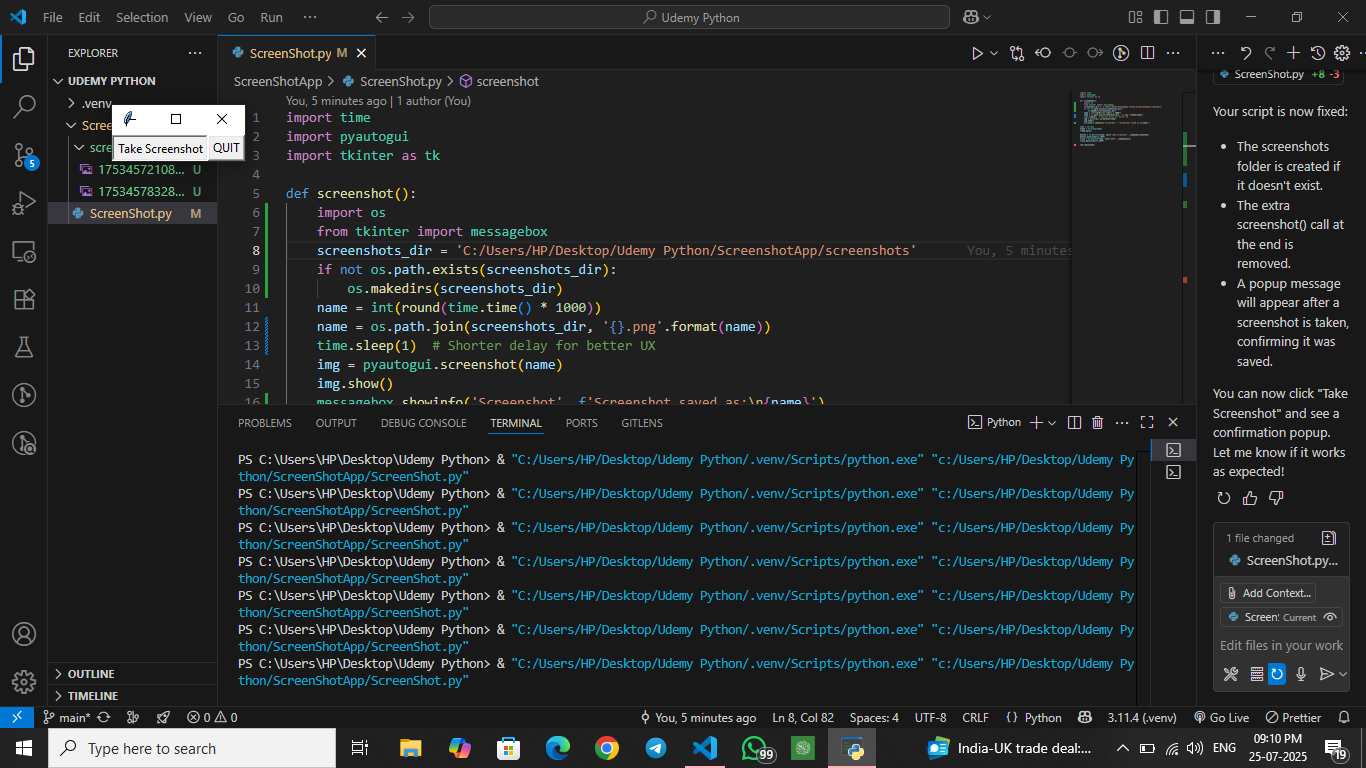 File Edit Selection View Go Run ···
Udemy Python
EXPLORER ···
UDEMY PYTHON
.venv
Scree
scre
17534572108... U
17534578328... U
ScreenShot.py M
OUTLINE
TIMELINE
5
Take Screenshot QUIT
ScreenShot.py M
ScreenShotApp > ScreenShot.py > screenshot
You, 5 minutes ago | 1 author (You)
1 import time
2 import pyautogui
3 import tkinter as tk
4
5 def screenshot():
6 import os
7 from tkinter import messagebox
8 screenshots_dir = 'C:/Users/HP/Desktop/Udemy Python/ScreenshotApp/screenshots' You, 5 minutes
9 if not os.path.exists(screenshots_dir):
10 os.makedirs(screenshots_dir)
11 name = int(round(time.time() * 1000))
12 name = os.path.join(screenshots_dir, '{}.png'.format(name))
13 time.sleep(1) # Shorter delay for better UX
14 img = pyautogui.screenshot(name)
15 img.show()
16 messagebox.showinfo('Screenshot', f'Screenshot saved as:\n{name}')
PROBLEMS OUTPUT DEBUG CONSOLE TERMINAL PORTS GITLENS
Python
PS C:\Users\HP\Desktop\Udemy Python> & "C:/Users/HP/Desktop/Udemy Python/.venv/Scripts/python.exe" "c:/Users/HP/Desktop/Udemy Py
thon/ScreenShotApp/ScreenShot.py"
PS C:\Users\HP\Desktop\Udemy Python> & "C:/Users/HP/Desktop/Udemy Python/.venv/Scripts/python.exe" "c:/Users/HP/Desktop/Udemy Py
thon/ScreenShotApp/ScreenShot.py"
PS C:\Users\HP\Desktop\Udemy Python> & "C:/Users/HP/Desktop/Udemy Python/.venv/Scripts/python.exe" "c:/Users/HP/Desktop/Udemy Py
thon/ScreenShotApp/ScreenShot.py"
PS C:\Users\HP\Desktop\Udemy Python> & "C:/Users/HP/Desktop/Udemy Python/.venv/Scripts/python.exe" "c:/Users/HP/Desktop/Udemy Py
thon/ScreenShotApp/ScreenShot.py"
PS C:\Users\HP\Desktop\Udemy Python> & "C:/Users/HP/Desktop/Udemy Python/.venv/Scripts/python.exe" "c:/Users/HP/Desktop/Udemy Py
thon/ScreenShotApp/ScreenShot.py"
PS C:\Users\HP\Desktop\Udemy Python> & "C:/Users/HP/Desktop/Udemy Python/.venv/Scripts/python.exe" "c:/Users/HP/Desktop/Udemy Py
thon/ScreenShotApp/ScreenShot.py"
PS C:\Users\HP\Desktop\Udemy Python> & "C:/Users/HP/Desktop/Udemy Python/.venv/Scripts/python.exe" "c:/Users/HP/Desktop/Udemy Py
thon/ScreenShotApp/ScreenShot.py"
ScreenShot.py +8 -3
Your script is now fixed:
• The screenshots
folder is created if
it doesn't exist.
• The extra
screenshot() call at
the end is
removed.
• A popup message
will appear after a
screenshot is taken,
confirming it was
saved.
You can now click "Take
Screenshot" and see a
confirmation popup.
Let me know if it works
as expected!
1 file changed
ScreenShot.py...
Add Context...
Screen! Current
Edit files in your work
main* 0 0 You, 5 minutes ago Ln 8, Col 82 Spaces: 4 UTF-8 CRLF {} Python 3.11.4 (.venv) Go Live Prettier
Type here to search
99
India-UK trade deal:...
ENG
09:10 PM
25-07-2025
19